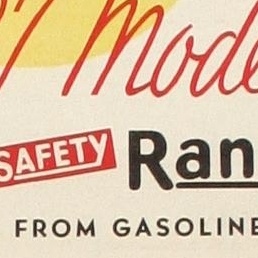 7 Mode
SAFETY Ran
FROM GASOLINE